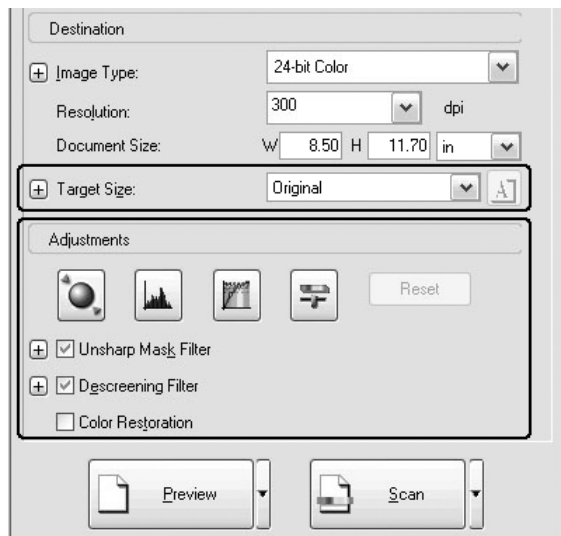 Destination
Image Type: 24-bit Color
Resolution: 300 dpi
Document Size: W 8.50 H 11.70 in
Target Size: Original A
Adjustments
Reset
Unsharp Mask Filter
Descreening Filter
Color Restoration
Preview Scan